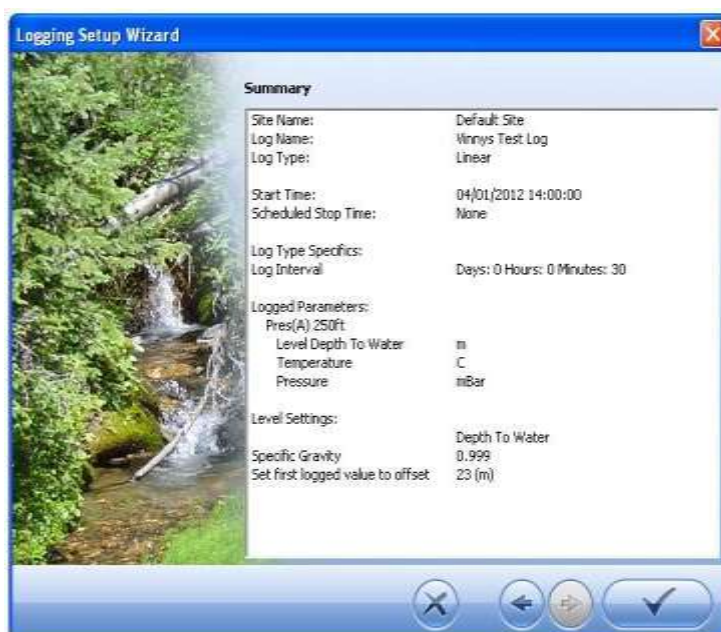 Logging Setup Wizard
Summary
Site Name: Default Site
Log Name: Vinnys Test Log
Log Type: Linear
Start Time: 04/01/2012 14:00:00
Scheduled Stop Time: None
Log Type Specifics:
Log Interval Days: 0 Hours: 0 Minutes: 30
Logged Parameters:
Pres(A) 250ft
Level Depth To Water m
Temperature C
Pressure mBar
Level Settings:
Depth To Water
Specific Gravity 0.999
Set first logged value to offset 23 (m)